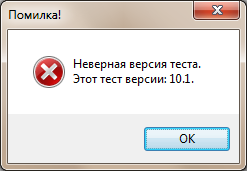 Помилка!
Неверная версия теста.
Этот тест версии: 10.1.
OK